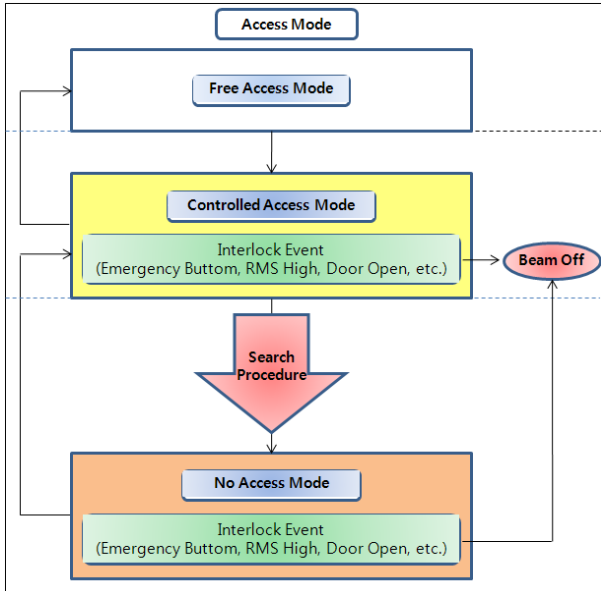 Access Mode
Free Access Mode
Controlled Access Mode
Interlock Event
(Emergency Buttom, RMS High, Door Open, etc.)
Beam Off
Search
Procedure
No Access Mode
Interlock Event
(Emergency Buttom, RMS High, Door Open, etc.)